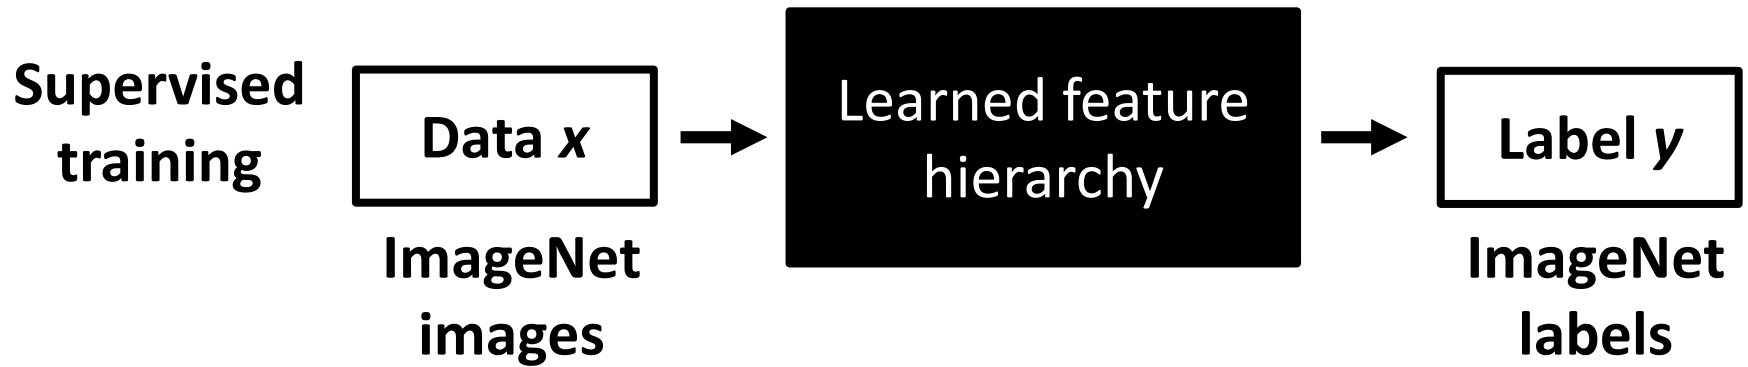 Supervised
training
Data x
ImageNet
images
Learned feature
hierarchy
Label y
ImageNet
labels